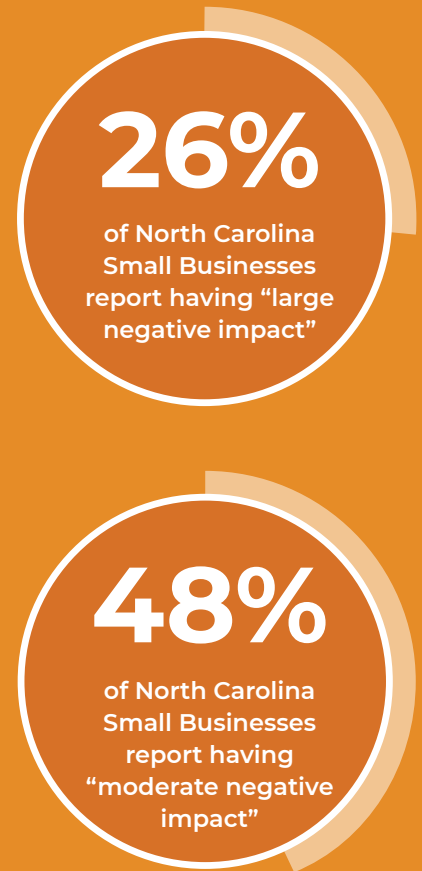 26%
of North Carolina
Small Businesses
report having “large
negative impact”
48%
of North Carolina
Small Businesses
report having
“moderate negative
impact”